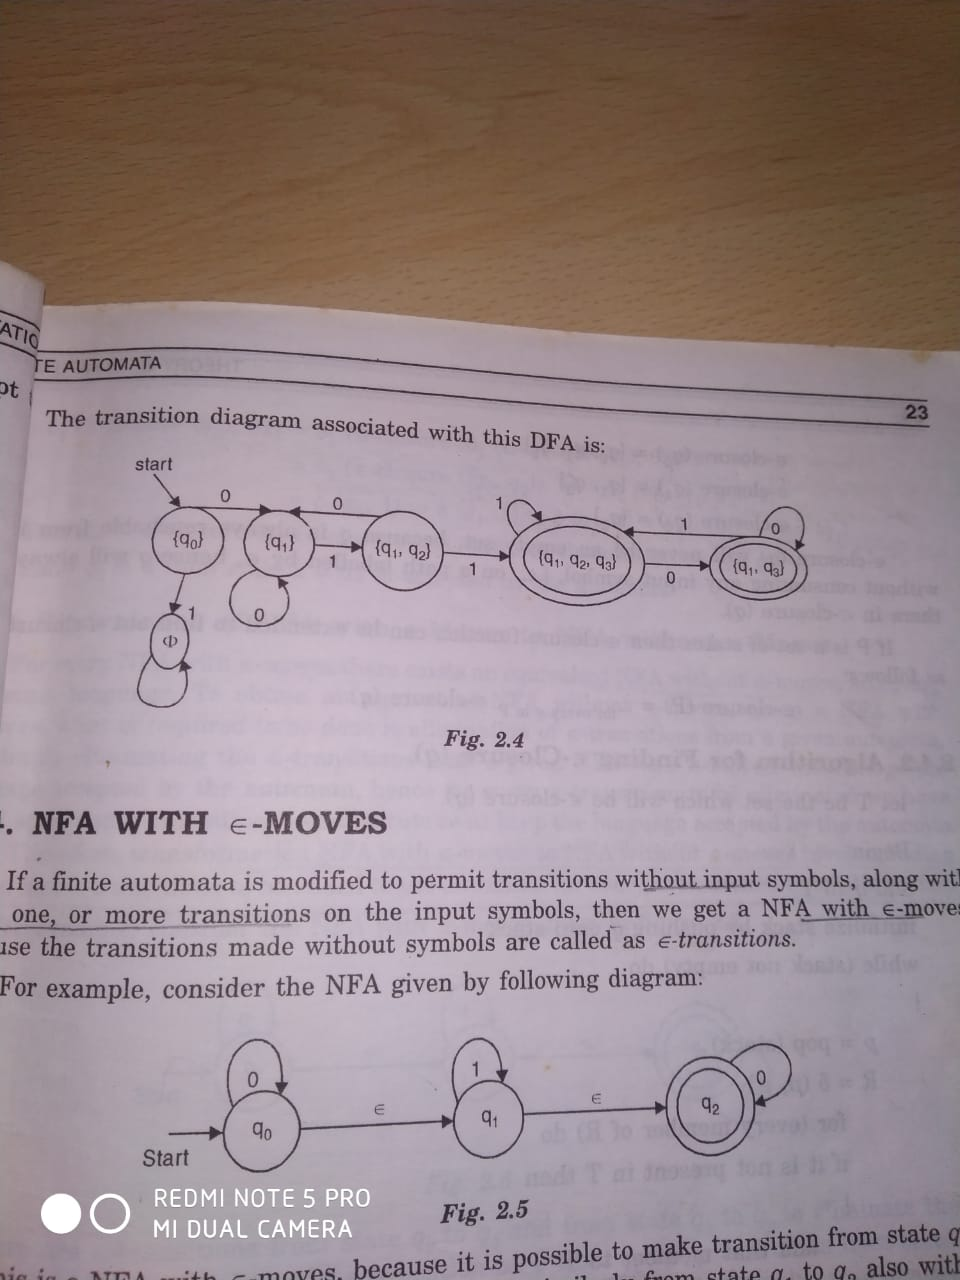 TE AUTOMATA
23
The transition diagram associated with this DFA is:
start
0
0
{q₀}
{q₁}
{q₁, q₂}
{q₁, q₂, q₃}
{q₁, q₃}
1
1
1
1
0
0
1
0
Φ
Fig. 2.4
. NFA WITH ∈-MOVES
If a finite automata is modified to permit transitions without input symbols, along wit
one, or more transitions on the input symbols, then we get a NFA with ∈-moves
use the transitions made without symbols are called as ∈-transitions.
For example, consider the NFA given by following diagram:
0
1
0
q₀
∈
q₁
∈
q₂
Start
Fig. 2.5
REDMI NOTE 5 PRO
MI DUAL CAMERA
NFA with ∈-moves, because it is possible to make transition from state q
from state q to q also with